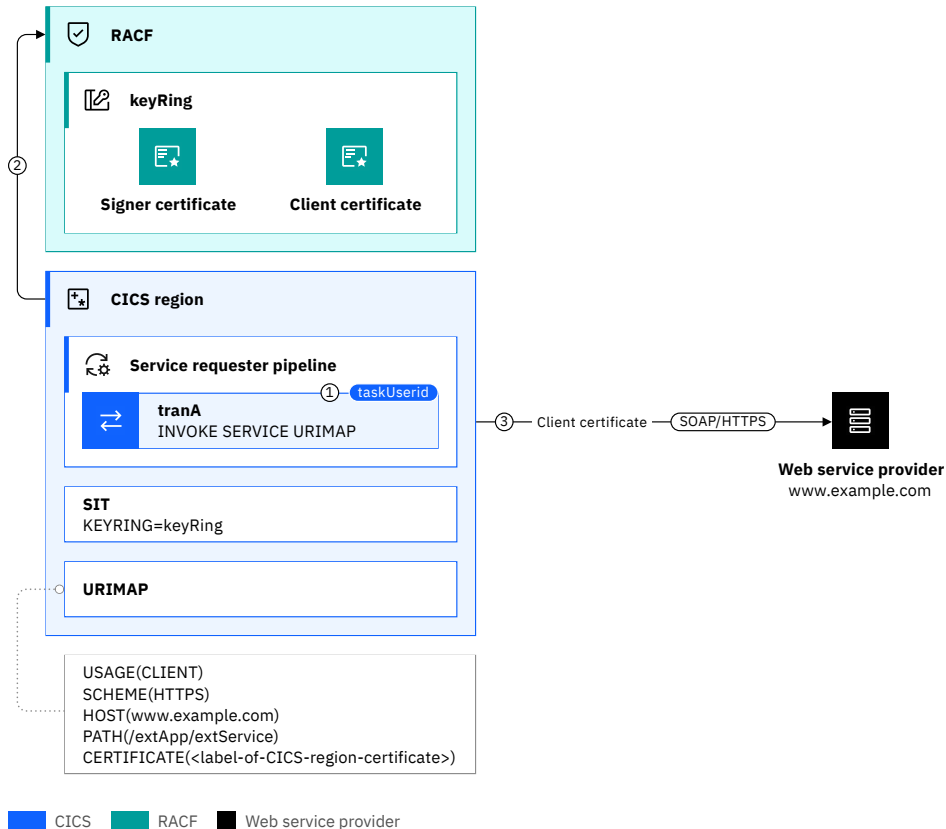 RACF
keyRing
Signer certificate
Client certificate
2
CICS region
Service requester pipeline
1
taskUserid
tranA
INVOKE SERVICE URIMAP
3
Client certificate
SOAP/HTTPS
Web service provider
www.example.com
SIT
KEYRING=keyRing
URIMAP
USAGE(CLIENT)
SCHEME(HTTPS)
HOST(www.example.com)
PATH(/extApp/extService)
CERTIFICATE(<label-of-CICS-region-certificate>)
CICS
RACF
Web service provider